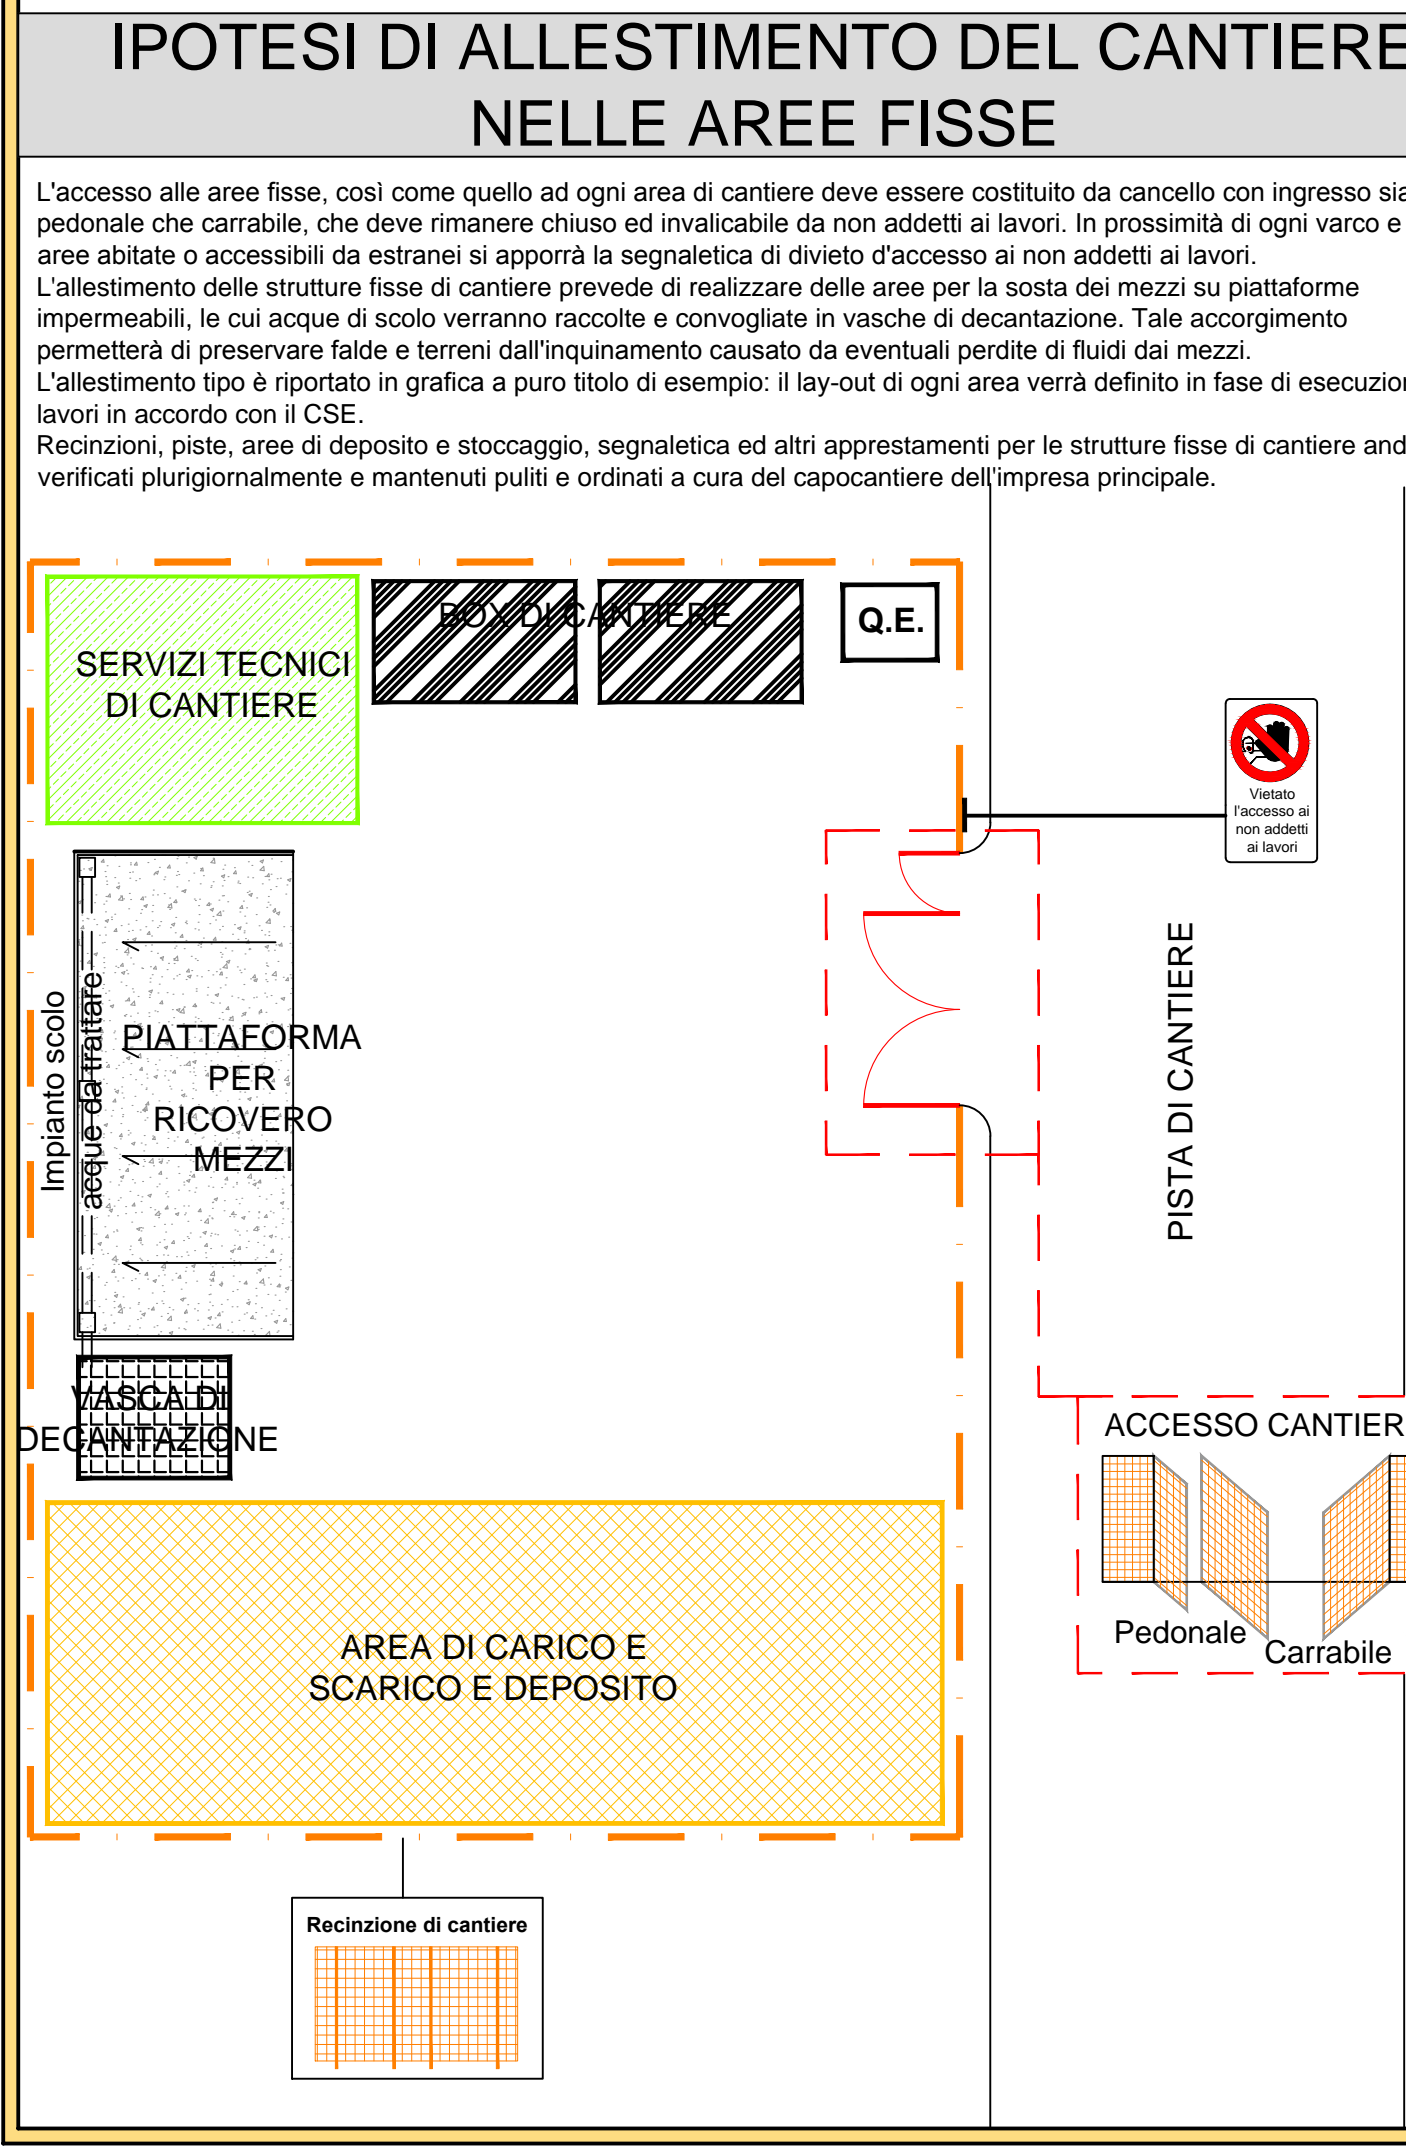 IPOTESI DI ALLESTIMENTO DEL CANTIERE
NELLE AREE FISSE
L'accesso alle aree fisse, così come quello ad ogni area di cantiere deve essere costituito da cancello con ingresso sia
pedonale che carrabile, che deve rimanere chiuso ed invalicabile da non addetti ai lavori. In prossimità di ogni varco e
aree abitate o accessibili da estranei si apporrà la segnaletica di divieto d'accesso ai non addetti ai lavori.
L'allestimento delle strutture fisse di cantiere prevede di realizzare delle aree per la sosta dei mezzi su piattaforme
impermeabili, le cui acque di scolo verranno raccolte e convogliate in vasche di decantazione. Tale accorgimento
permetterà di preservare falde e terreni dall'inquinamento causato da eventuali perdite di fluidi dai mezzi.
L'allestimento tipo è riportato in grafica a puro titolo di esempio: il lay-out di ogni area verrà definito in fase di
lavori in accordo con il CSE.
Recinzioni, piste, aree di deposito e stoccaggio, segnaletica ed altri apprestamenti per le strutture fisse di cantiere
verificati plurigiornalmente e mantenuti puliti e ordinati a cura del capocantiere dell'impresa principale.
BOX DI CANTIERE
Q.E.
SERVIZI TECNICI
DI CANTIERE
Vietato
l'accesso ai
non addetti
ai lavori
Impianto scolo
acque da trattare
PIATTAFORMA
PER
RICOVERO
MEZZI
PISTA DI CANTIERE
VASCA DI
DECANTAZIONE
ACCESSO
Pedonale
Carrabile
AREA DI CARICO E
SCARICO E DEPOSITO
Recinzione di cantiere